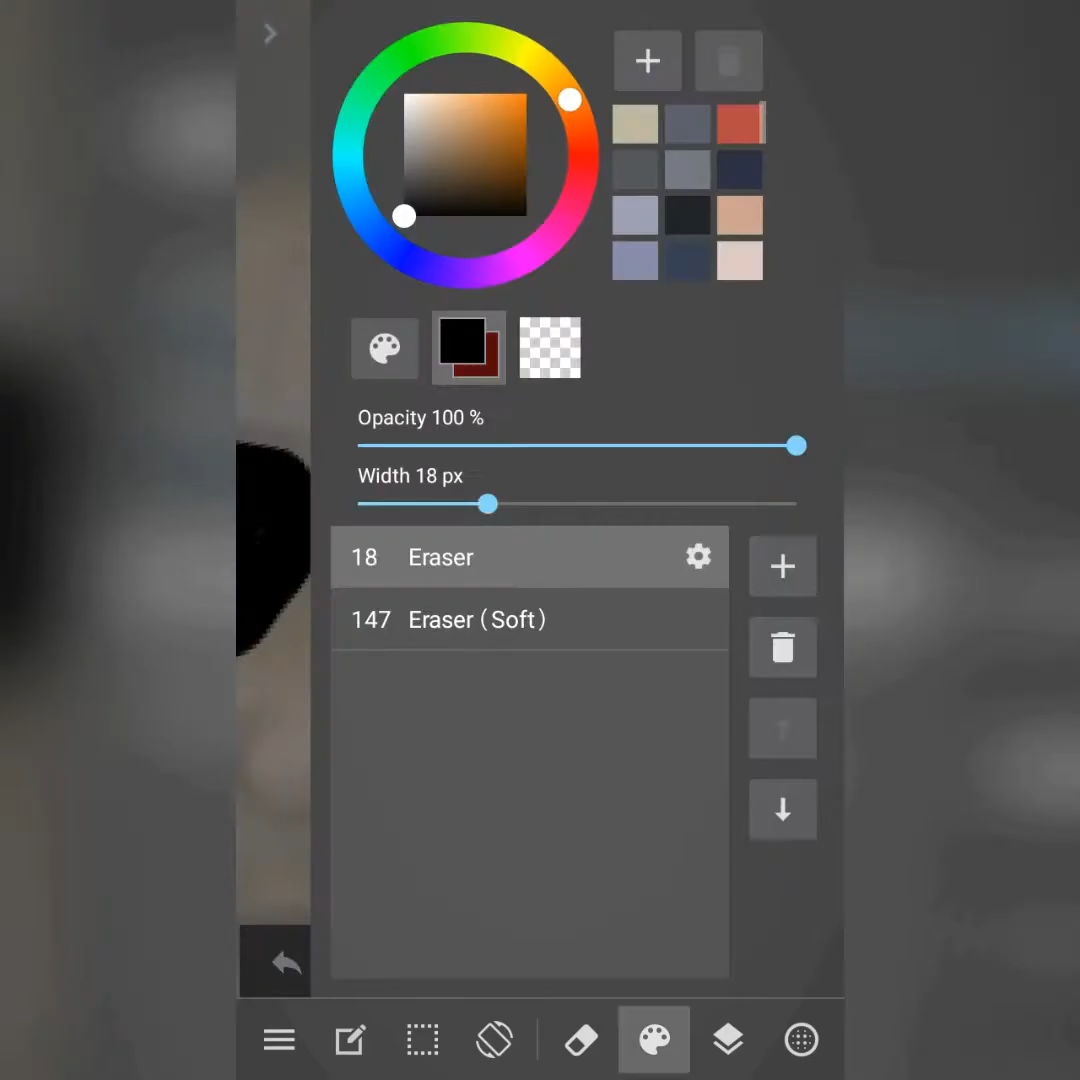 Opacity 100 %
Width 18 px
18 Eraser
147 Eraser (Soft)